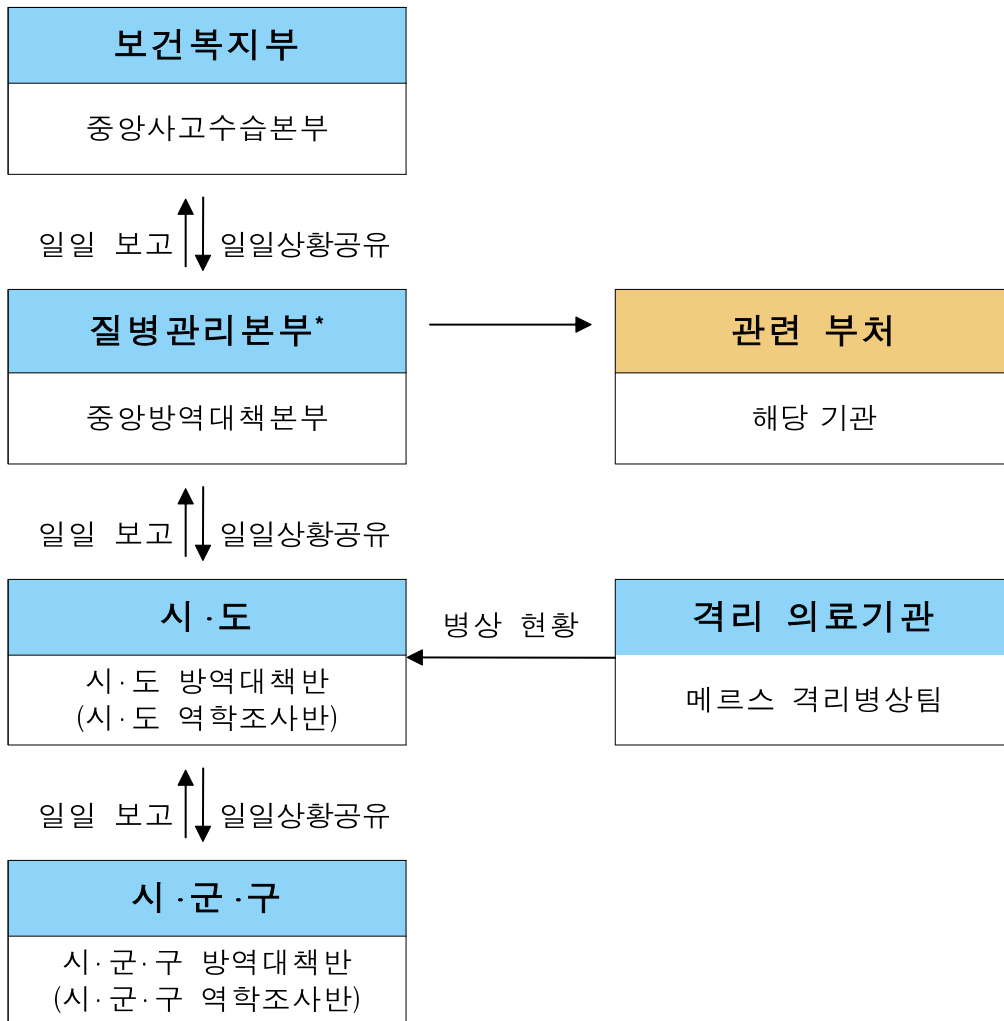 보건복지부
중앙사고수습본부
일일 보고 일일상황공유
질병관리본부*
중앙방역대책본부
관련 부처
해당 기관
일일 보고 일일상황공유
시·도
시·도 방역대책반
(시·도 역학조사반)
병상 현황
격리 의료기관
메르스 격리병상팀
일일 보고 일일상황공유
시·군·구
시·군·구 방역대책반
(시·군·구 역학조사반)